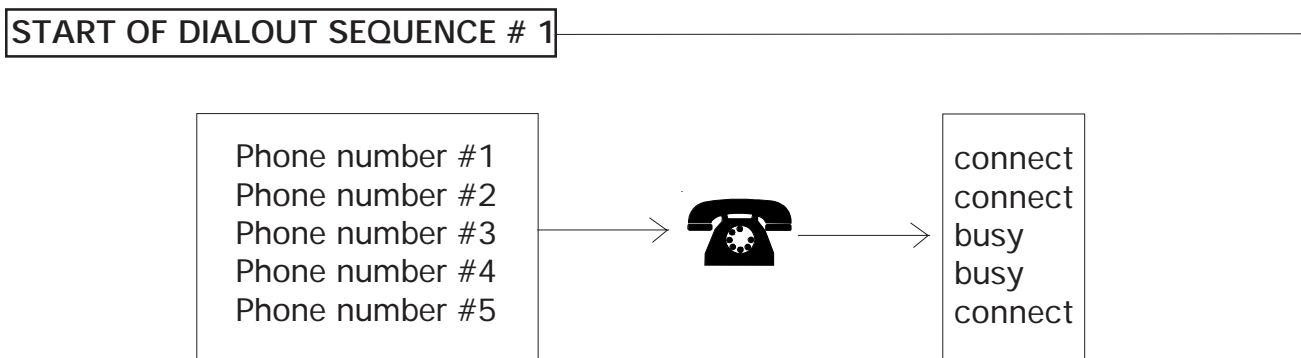 START OF DIALOUT SEQUENCE # 1
Phone number #1
Phone number #2
Phone number #3
Phone number #4
Phone number #5
connect
connect
busy
busy
connect